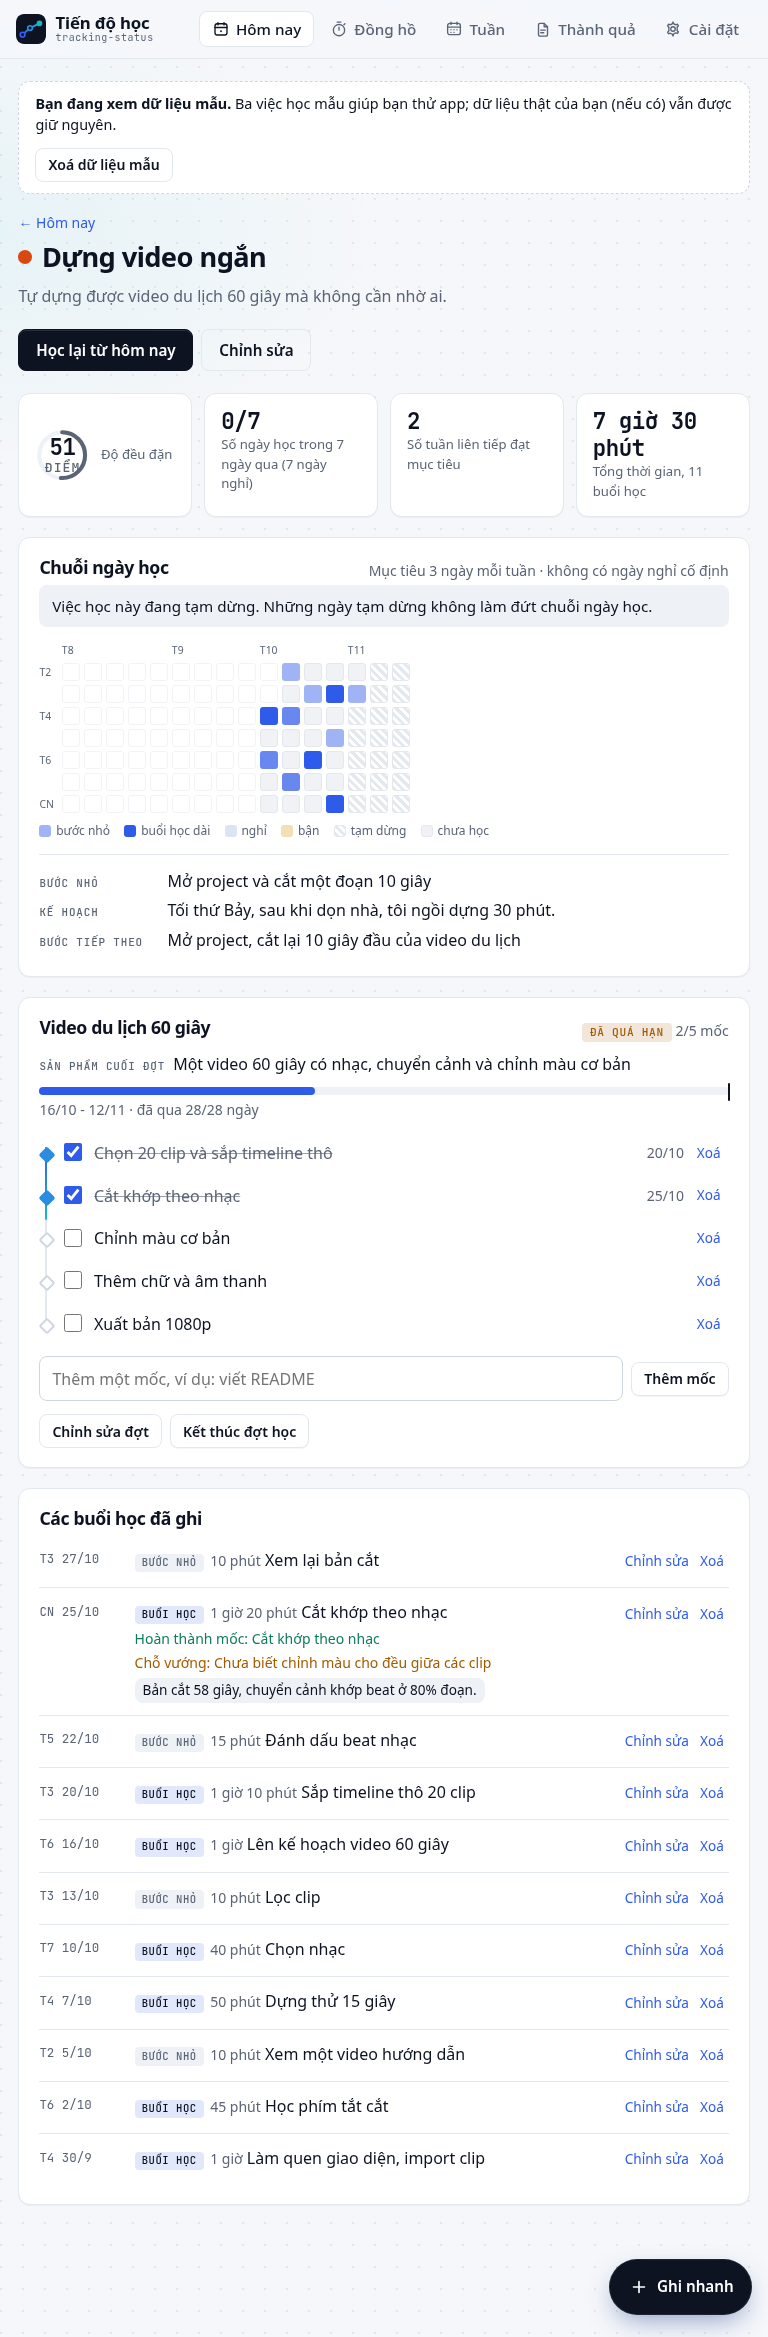 Tiến độ học
tracking-status
Hôm nay
Đồng hồ
Tuần
Thành quả
Cài đặt
Bạn đang xem dữ liệu mẫu. Ba việc học mẫu giúp bạn thử app; dữ liệu thật của bạn (nếu có) vẫn được
giữ nguyên.
Xoá dữ liệu mẫu
← Hôm nay
Dựng video ngắn
Tự dựng được video du lịch 60 giây mà không cần nhờ ai.
Học lại từ hôm nay
Chỉnh sửa
51
ĐIỂM
Độ đều đặn
0/7
Số ngày học trong 7
ngày qua (7 ngày
nghỉ)
2
Số tuần liên tiếp đạt
mục tiêu
7 giờ 30
phút
Tổng thời gian, 11
buổi học
Chuỗi ngày học
Mục tiêu 3 ngày mỗi tuần · không có ngày nghỉ cố định
Việc học này đang tạm dừng. Những ngày tạm dừng không làm đứt chuỗi ngày học.
T8 T9 T10 T11
T2
T4
T6
CN
bước nhỏ
buổi học dài
nghỉ
bận
tạm dừng
chưa học
BƯỚC NHỎ Mở project và cắt một đoạn 10 giây
KẾ HOẠCH Tối thứ Bảy, sau khi dọn nhà, tôi ngồi dựng 30 phút.
BƯỚC TIẾP THEO Mở project, cắt lại 10 giây đầu của video du lịch
Video du lịch 60 giây
ĐÃ QUÁ HẠN 2/5 mốc
SẢN PHẨM CUỐI ĐỢT Một video 60 giây có nhạc, chuyển cảnh và chỉnh màu cơ bản
16/10 - 12/11 · đã qua 28/28 ngày
Chọn 20 clip và sắp timeline thô 20/10 Xoá
Cắt khớp theo nhạc 25/10 Xoá
Chỉnh màu cơ bản Xoá
Thêm chữ và âm thanh Xoá
Xuất bản 1080p Xoá
Thêm một mốc, ví dụ: viết README
Thêm mốc
Chỉnh sửa đợt
Kết thúc đợt học
Các buổi học đã ghi
T3 27/10 BƯỚC NHỎ 10 phút Xem lại bản cắt Chỉnh sửa Xoá
CN 25/10 BUỔI HỌC 1 giờ 20 phút Cắt khớp theo nhạc Chỉnh sửa Xoá
Hoàn thành mốc: Cắt khớp theo nhạc
Chỗ vướng: Chưa biết chỉnh màu cho đều giữa các clip
Bản cắt 58 giây, chuyển cảnh khớp beat ở 80% đoạn.
T5 22/10 BƯỚC NHỎ 15 phút Đánh dấu beat nhạc Chỉnh sửa Xoá
T3 20/10 BUỔI HỌC 1 giờ 10 phút Sắp timeline thô 20 clip Chỉnh sửa Xoá
T6 16/10 BUỔI HỌC 1 giờ Lên kế hoạch video 60 giây Chỉnh sửa Xoá
T3 13/10 BƯỚC NHỎ 10 phút Lọc clip Chỉnh sửa Xoá
T7 10/10 BUỔI HỌC 40 phút Chọn nhạc Chỉnh sửa Xoá
T4 7/10 BUỔI HỌC 50 phút Dựng thử 15 giây Chỉnh sửa Xoá
T2 5/10 BƯỚC NHỎ 10 phút Xem một video hướng dẫn Chỉnh sửa Xoá
T6 2/10 BUỔI HỌC 45 phút Học phím tắt cắt Chỉnh sửa Xoá
T4 30/9 BUỔI HỌC 1 giờ Làm quen giao diện, import clip Chỉnh sửa Xoá
Ghi nhanh